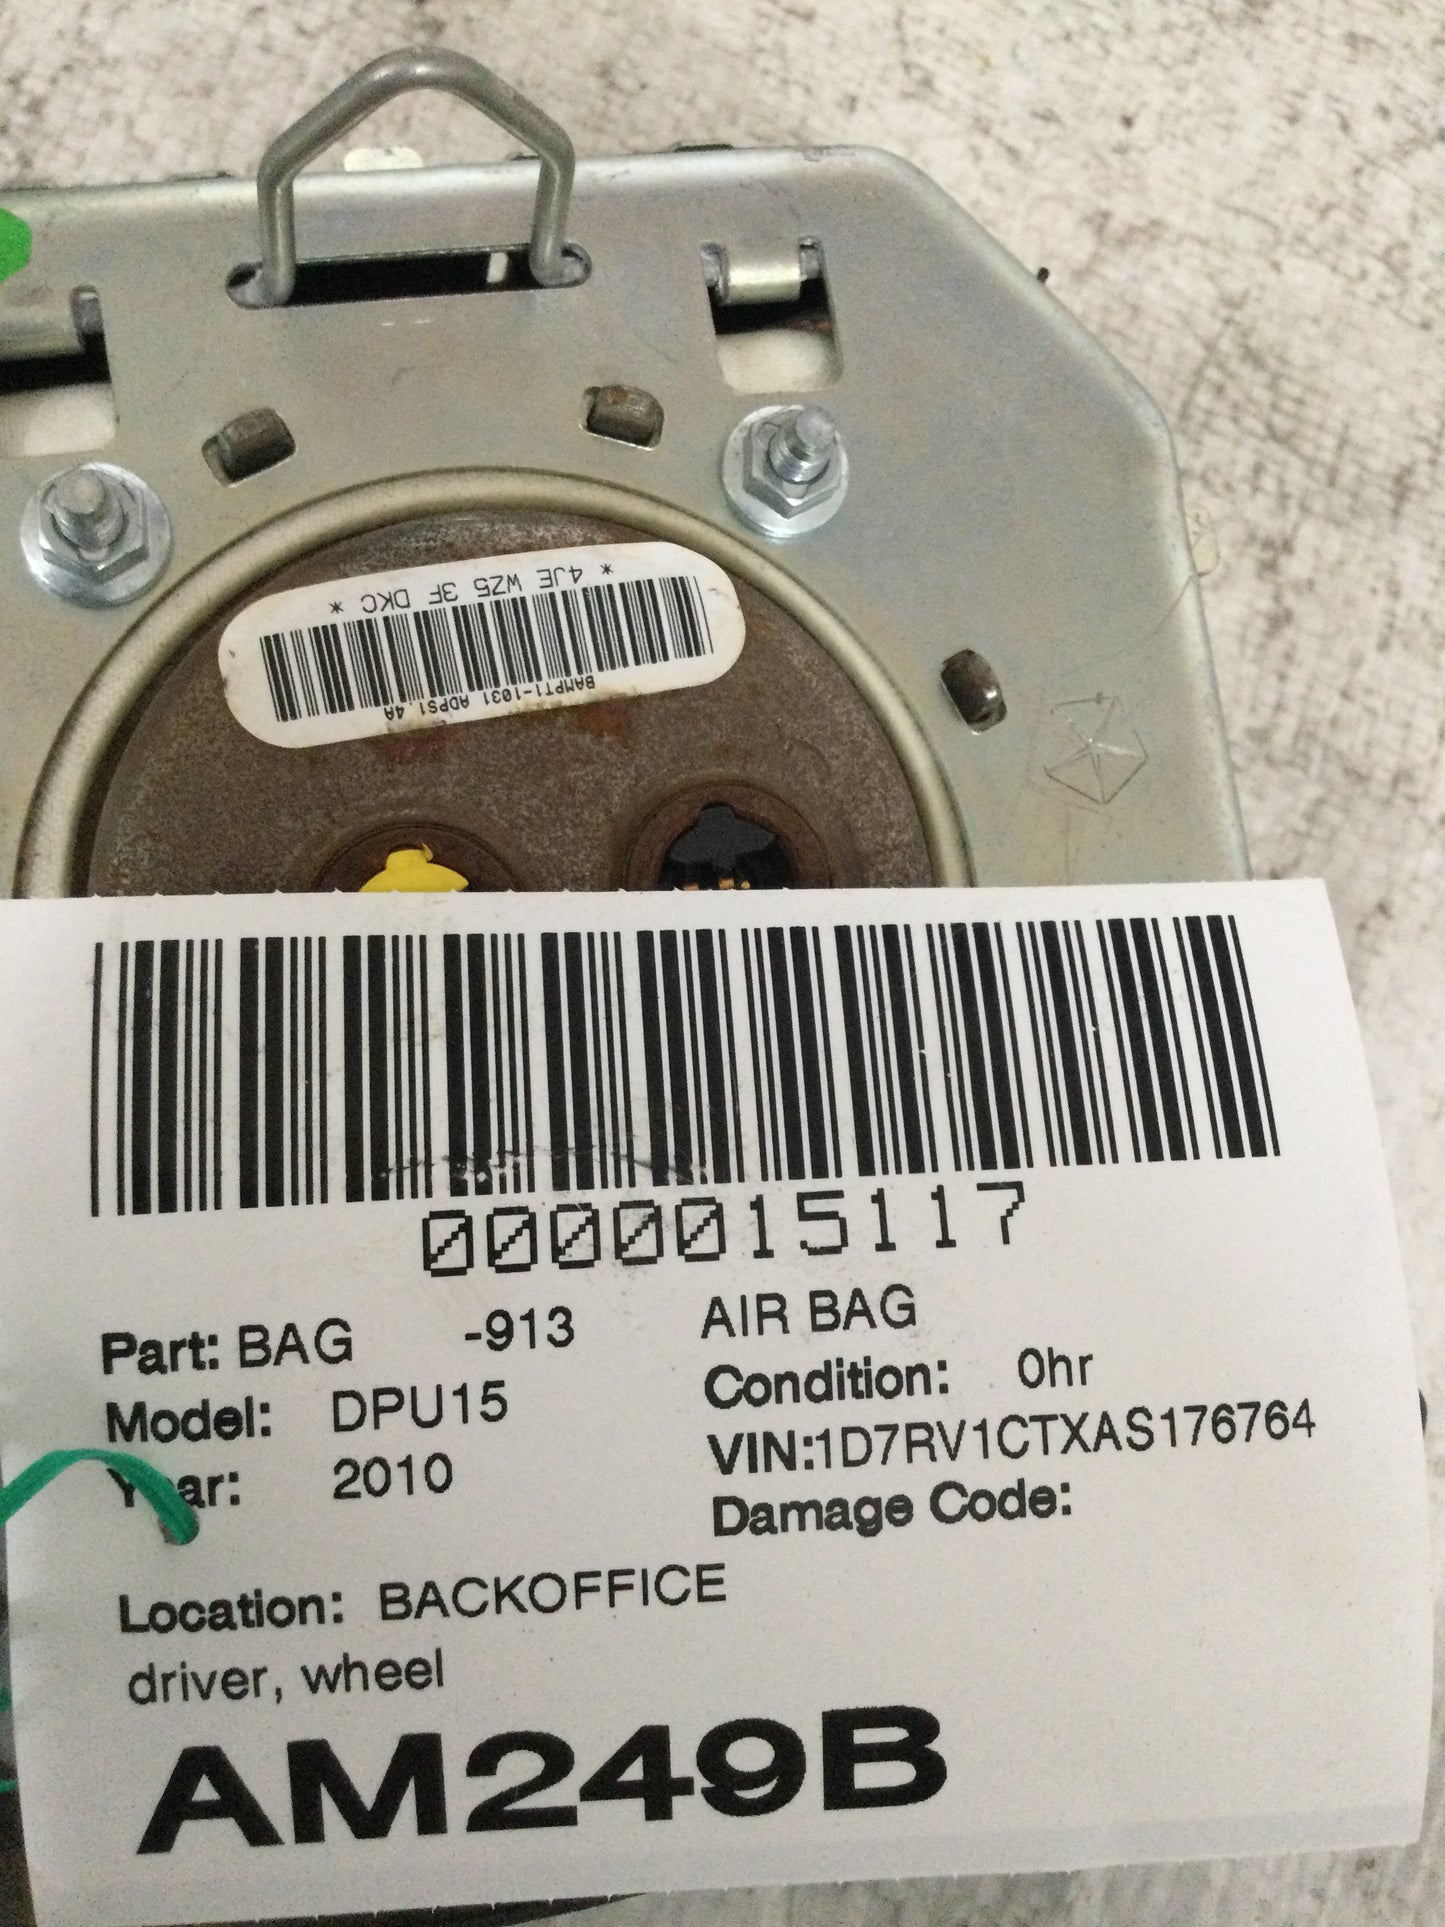 * 4JE WZ5 3F DKC *
BAMPT1-1031 ADPS1.4A
0000015117
Part: BAG -913 AIR BAG
Model: DPU15 Condition: 0hr
Year: 2010 VIN:1D7RV1CTXAS176764
Damage Code:
Location: BACKOFFICE
driver, wheel
AM249B